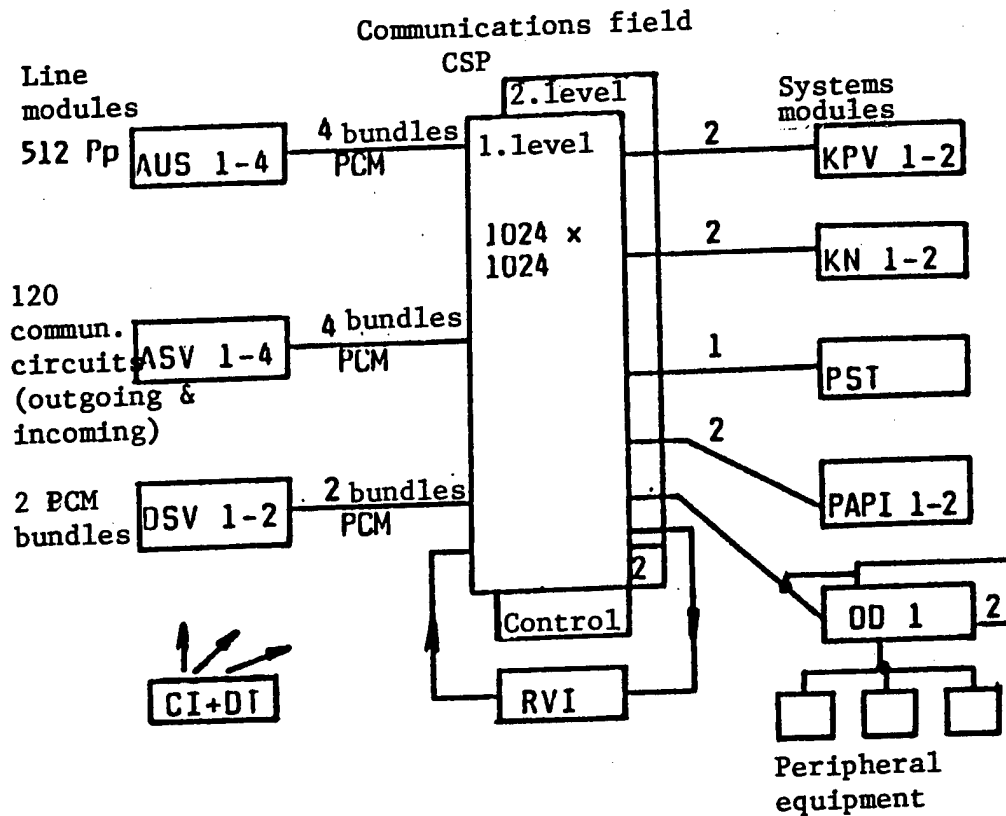 Communications field
CSP
Line
modules
512 Pp
AUS 1-4
4 bundles
PCM
2.level
1.level
1024 ×
1024
2
Systems
modules
KPV 1-2
2
KN 1-2
120
commun.
circuits
(outgoing &
incoming)
ASV 1-4
4 bundles
PCM
1
PST
2
PAPI 1-2
2 PCM
bundles
DSV 1-2
2 bundles
PCM
2
Control
OD 1
2
CI+DT
RVI
Peripheral
equipment